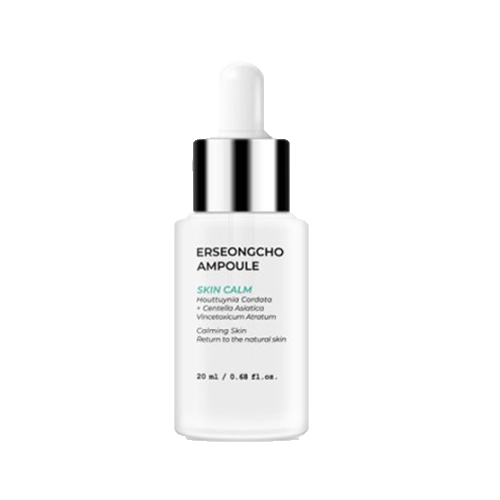 ERSEONGCHO
AMPOULE
SKIN CALM
Houttuynia Cordata
+ Centella Asiatica
Vincetoxicum Atratum
Calming Skin
Return to the natural skin
20 ml / 0.68 fl.oz.